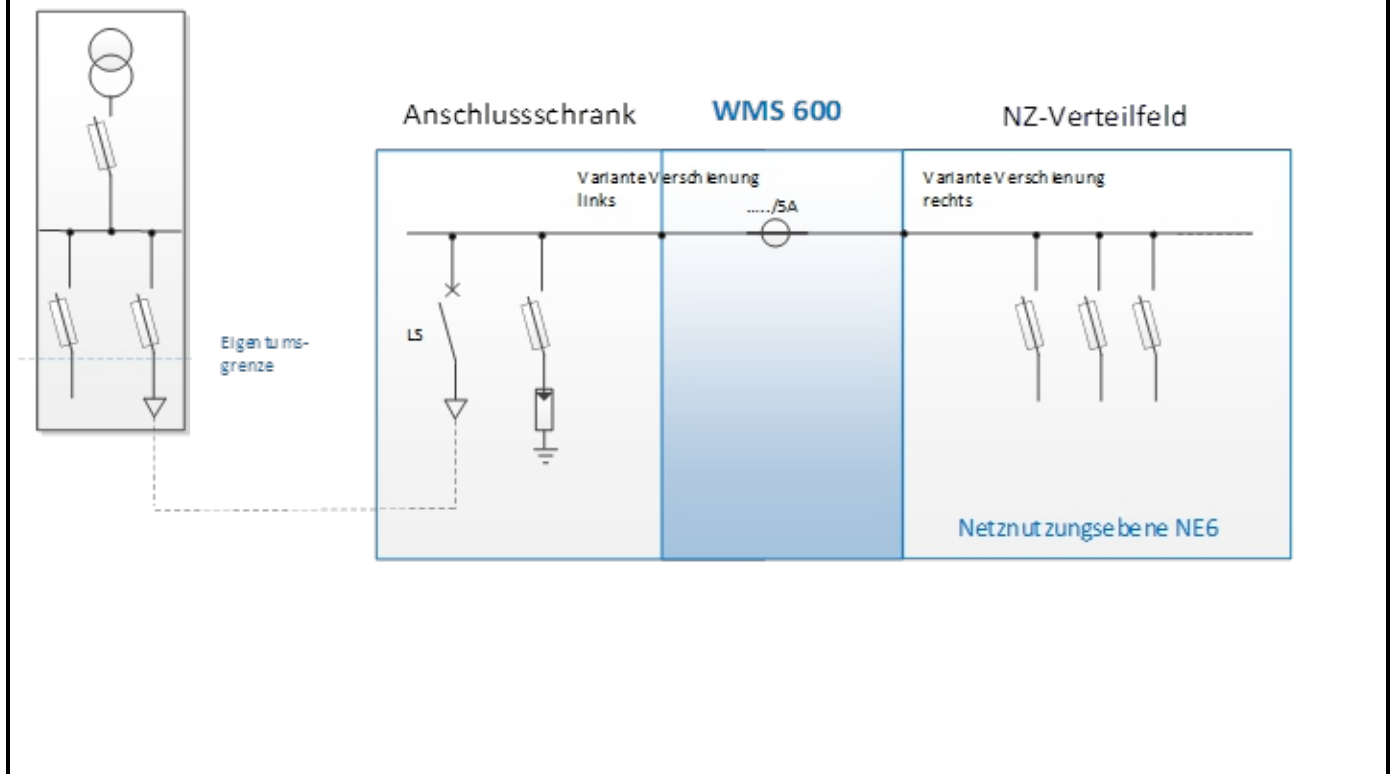 Anschlussschrank
WMS 600
NZ-Verteilfeld
Variante Verschienung
links
...../5A
Variante Verschienung
rechts
LS
Eigentums-
grenze
Netznutzungsebene NE6